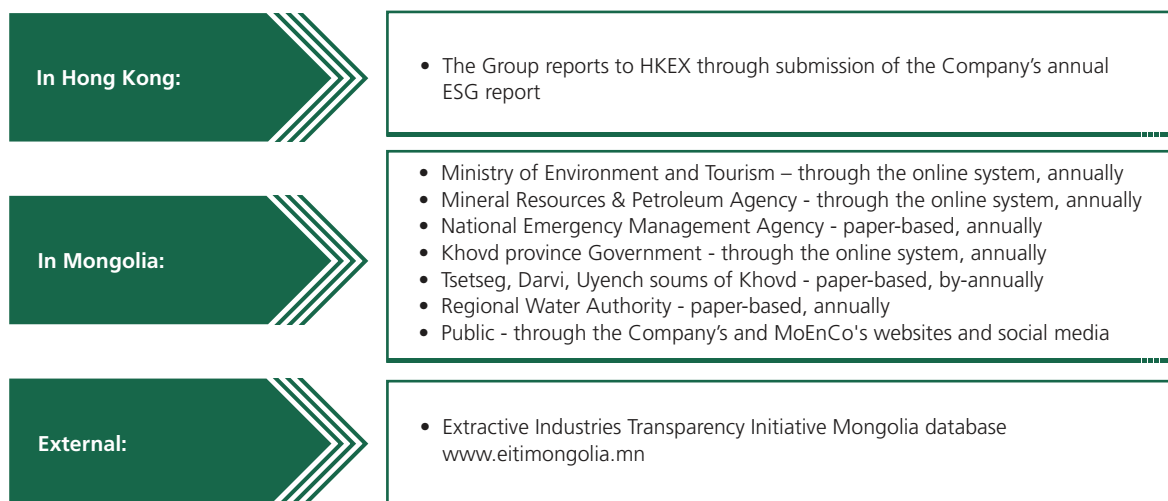 In Hong Kong:
• The Group reports to HKEX through submission of the Company’s annual
ESG report
In Mongolia:
• Ministry of Environment and Tourism – through the online system, annually
• Mineral Resources & Petroleum Agency - through the online system, annually
• National Emergency Management Agency - paper-based, annually
• Khovd province Government - through the online system, annually
• Tsetseg, Darvi, Uyench soums of Khovd - paper-based, by-annually
• Regional Water Authority - paper-based, annually
• Public - through the Company’s and MoEnCo's websites and social media
External:
• Extractive Industries Transparency Initiative Mongolia database
www.eitimongolia.mn